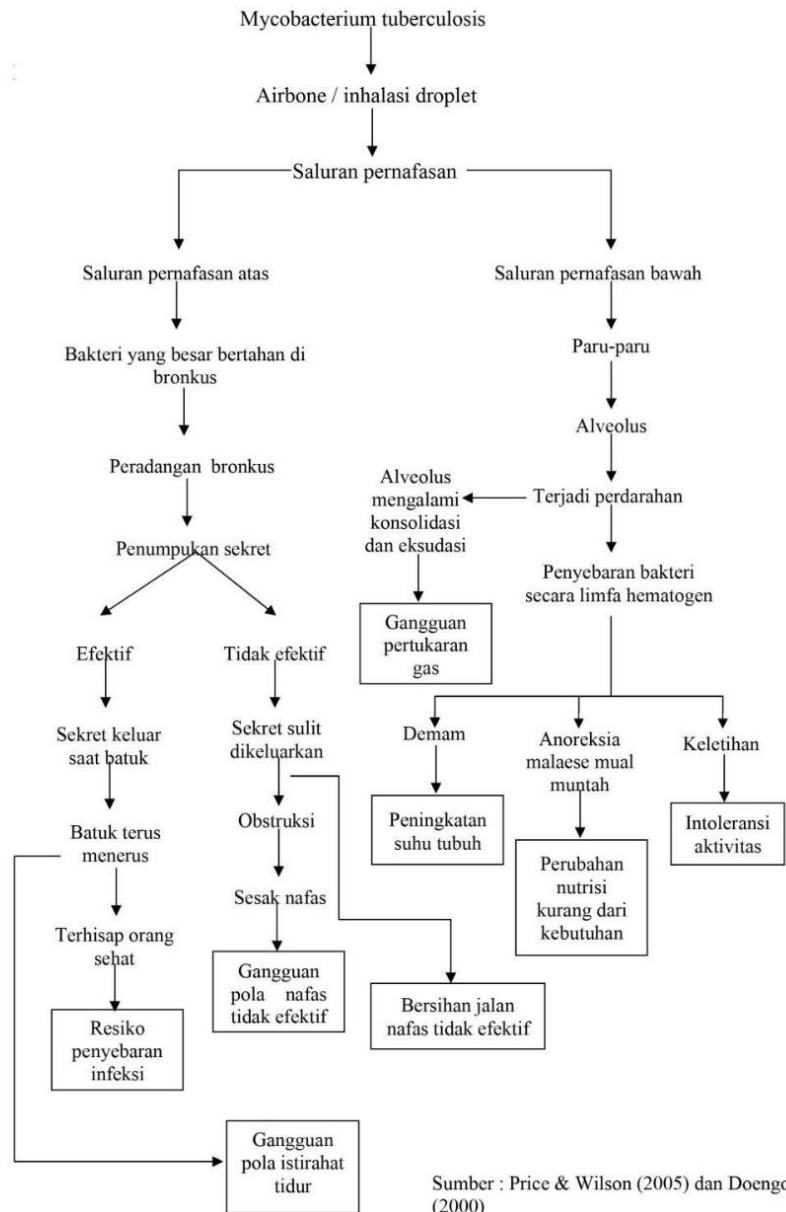 Mycobacterium tuberculosis
Airbone / inhalasi droplet
Saluran pernafasan
Saluran pernafasan atas
Bakteri yang besar bertahan di
bronkus
Peradangan bronkus
Penumpukan sekret
Efektif
Sekret keluar
saat batuk
Batuk terus
menerus
Terhisap orang
sehat
Resiko
penyebaran
infeksi
Gangguan
pola istirahat
tidur
Tidak efektif
Sekret sulit
dikeluarkan
Obstruksi
Sesak nafas
Gangguan
pola nafas
tidak efektif
Bersihan jalan
nafas tidak efektif
Saluran pernafasan bawah
Paru-paru
Alveolus
Terjadi perdarahan
Alveolus
mengalami
konsolidasi
dan eksudasi
Gangguan
pertukaran
gas
Penyebaran bakteri
secara limfa hematogen
Demam
Peningkatan
suhu tubuh
Anoreksia
malaese mual
muntah
Perubahan
nutrisi
kurang dari
kebutuhan
Keletihan
Intoleransi
aktivitas
Sumber : Price & Wilson (2005) dan Doengo
(2000)